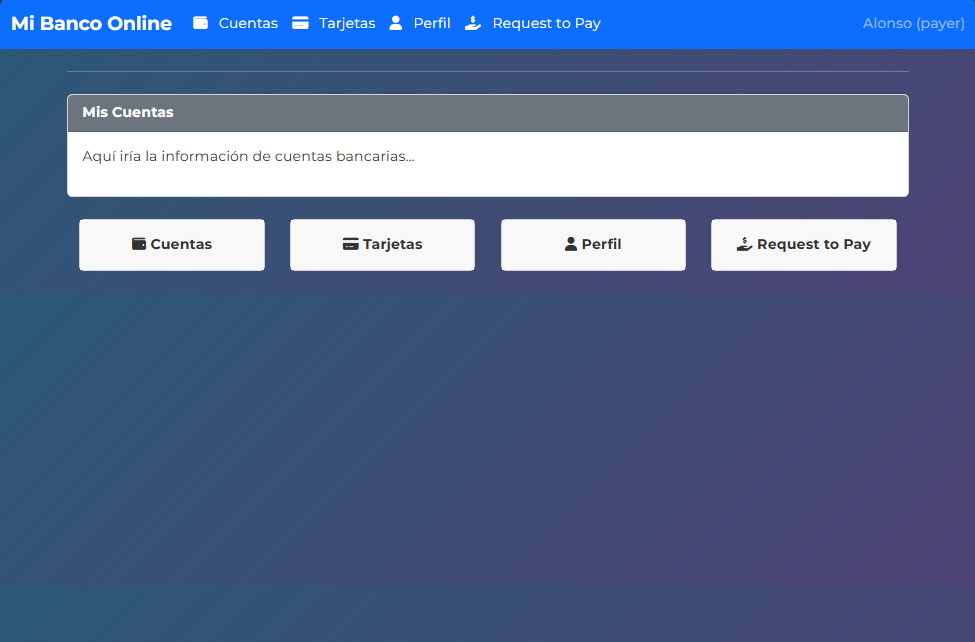 Mi Banco Online Cuentas Tarjetas Perfil Request to Pay Alonso (payer)
Mis Cuentas
Aquí iría la información de cuentas bancarias...
Cuentas Tarjetas Perfil Request to Pay